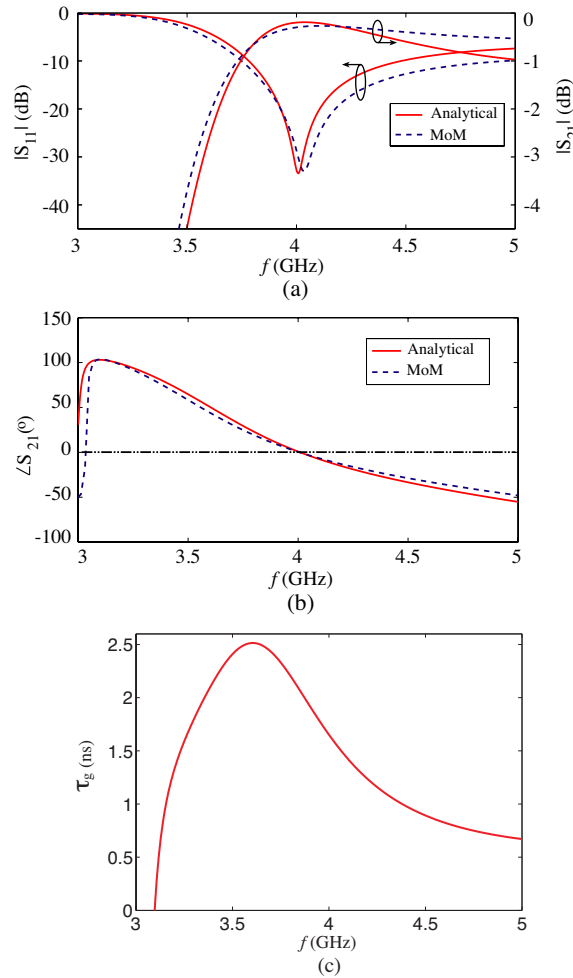 0
-10
-20
-30
-40
|S11| (dB)
0
-1
-2
-3
-4
|S21| (dB)
Analytical
MoM
3
3.5
4
4.5
5
f (GHz)
(a)
150
100
50
0
-50
-100
∠S 21(º)
Analytical
MoM
3
3.5
4
4.5
5
f (GHz)
(b)
2.5
2
1.5
1
0.5
0
τg (ns)
3
3.5
4
4.5
5
f (GHz)
(c)